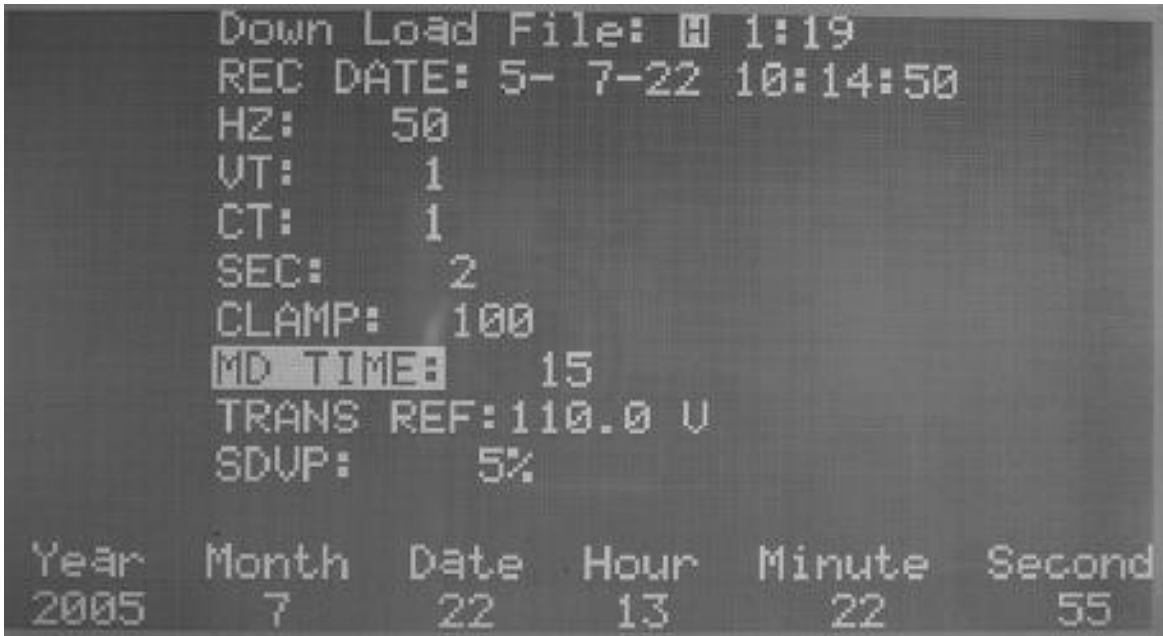 Down Load File: H 1:19
REC DATE: 5- 7-22 10:14:50
HZ: 50
VT: 1
CT: 1
SEC: 2
CLAMP: 100
MD TIME: 15
TRANS REF:110.0 V
SDVP: 5%
Year Month Date Hour Minute Second
2005 7 22 13 22 55